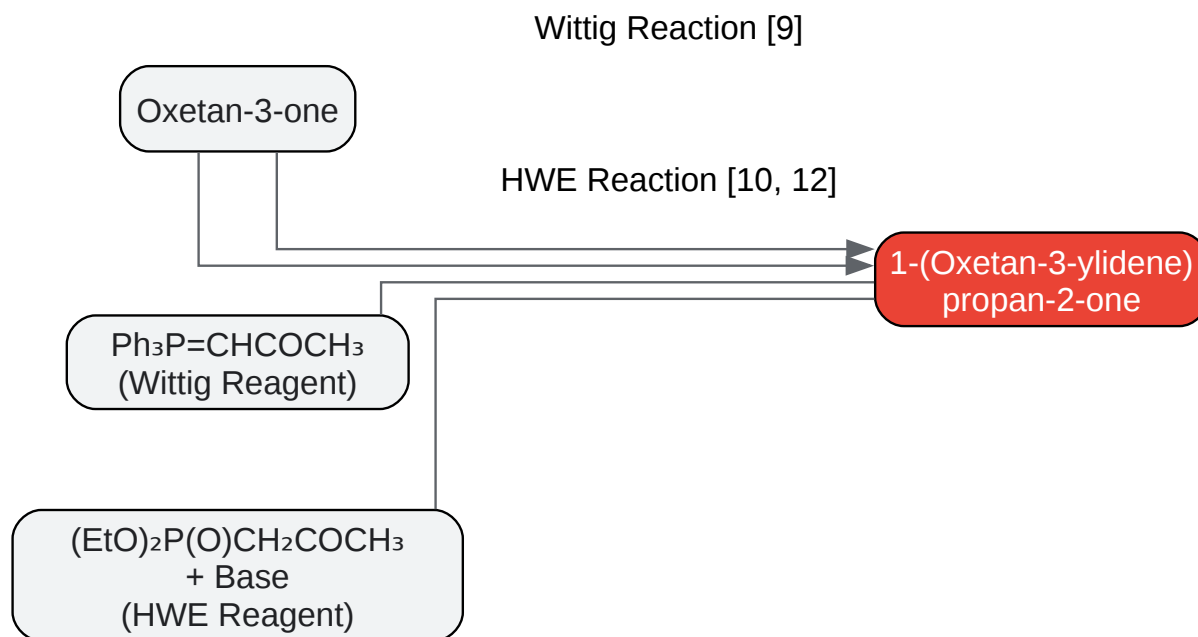 Wittig Reaction [9]
Oxetan-3-one
HWE Reaction [10, 12]
1-(Oxetan-3-ylidene)
propan-2-one
Ph₃P=CHCOCH₃
(Wittig Reagent)
(EtO)₂P(O)CH₂COCH₃
+ Base
(HWE Reagent)